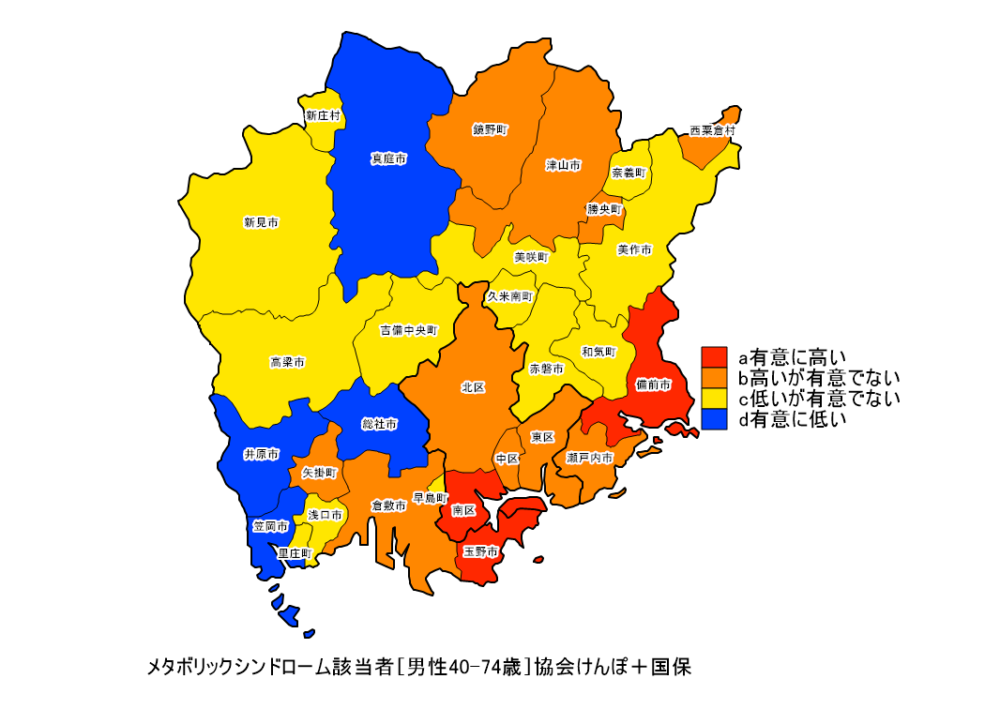 新庄村
鏡野町
西粟倉村
真庭市
津山市
奈義町
勝央町
新見市
美作市
美咲町
久米南町
吉備中央町
和気町
高梁市
赤磐市
北区
備前市
a有意に高い
b高いが有意でない
c低いが有意でない
d有意に低い
総社市
東区
井原市
中区
瀬戸内市
矢掛町
早島町
倉敷市
南区
浅口市
笠岡市
里庄町
玉野市
メタボリックシンドローム該当者[男性40-74歳]協会けんぽ+国保